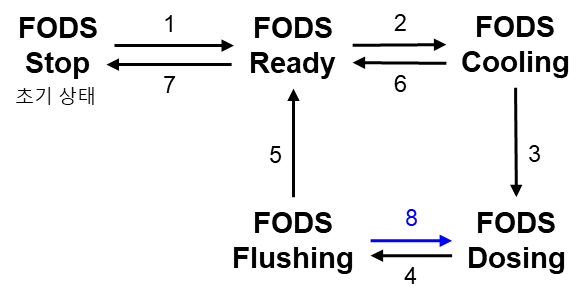 FODS
Stop
초기 상태
1
7
FODS
Ready
2
6
FODS
Cooling
5
3
FODS
Flushing
8
4
FODS
Dosing